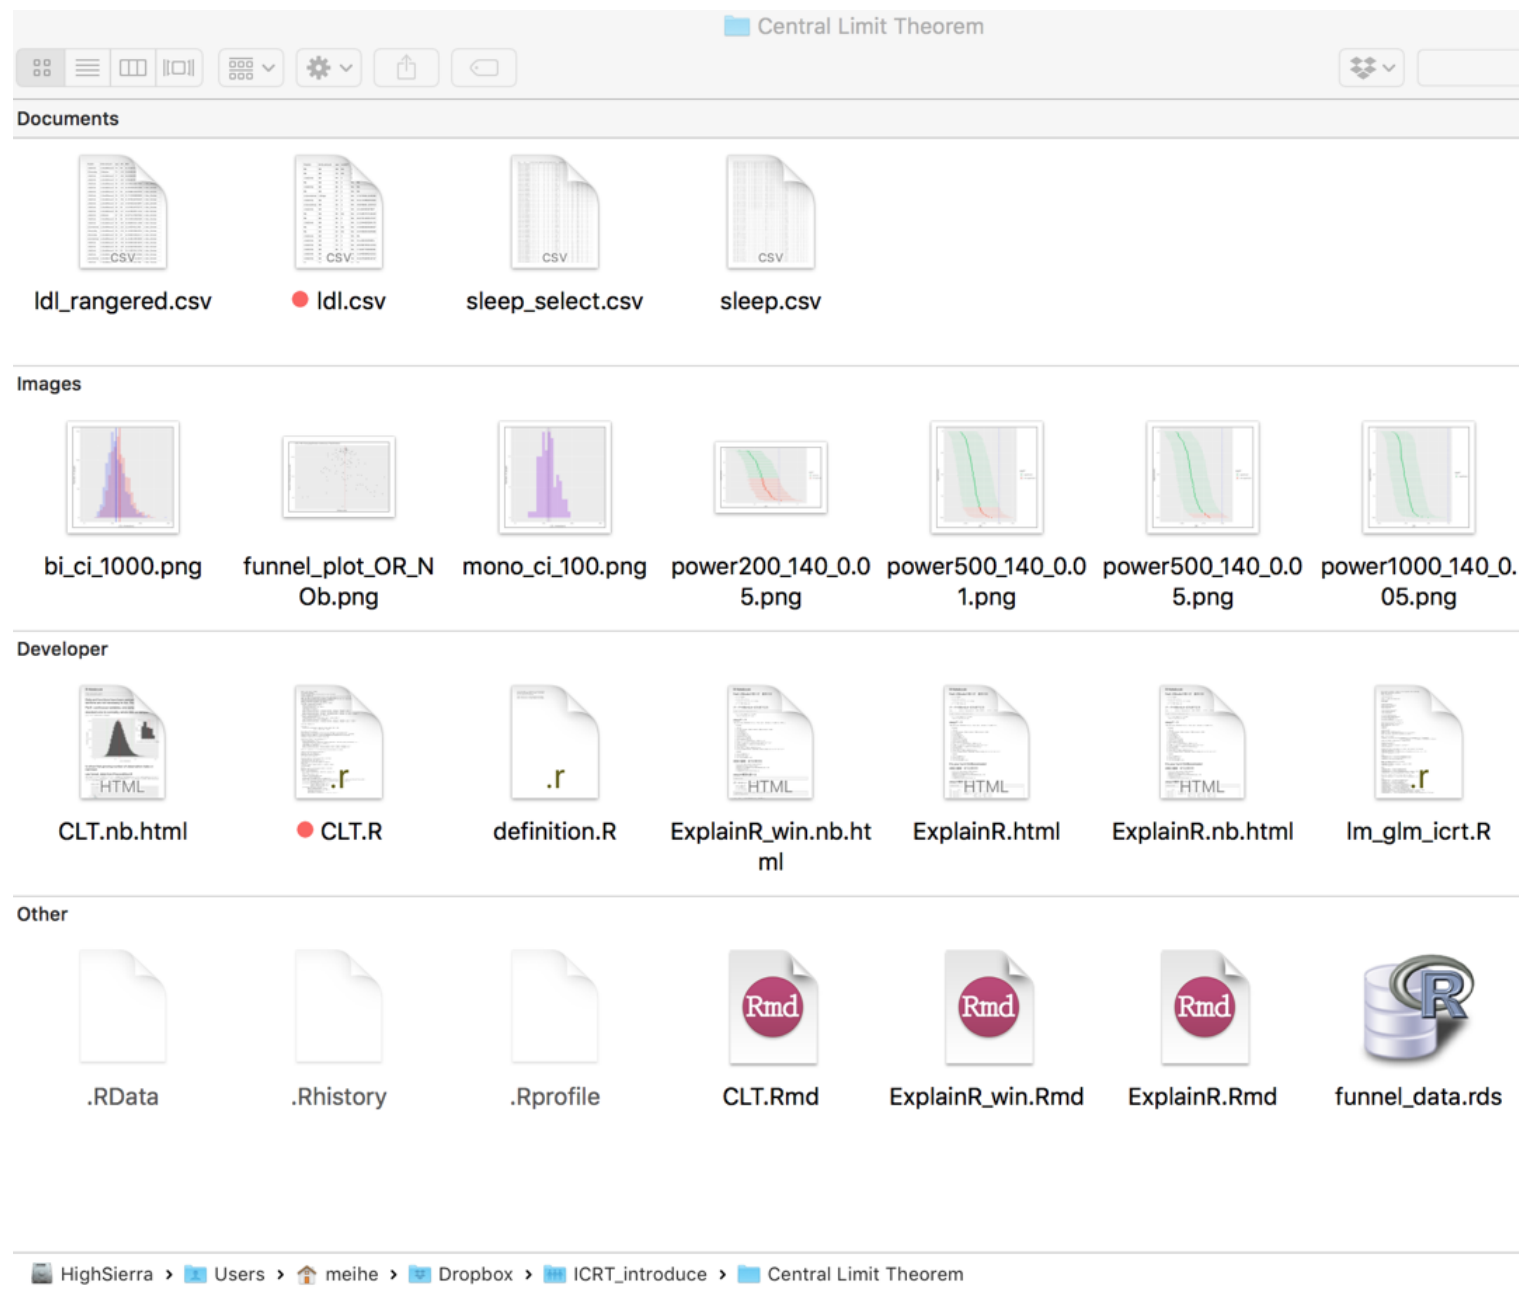 Central Limit Theorem
Documents
CSV CSV CSV CSV
ldl_rangered.csv ldl.csv sleep_select.csv sleep.csv
Images
bi_ci_1000.png funnel_plot_OR_N mono_ci_100.png power200_140_0.0 power500_140_0.0 power500_140_0.0 power1000_140_0.
Ob.png 5.png 1.png 5.png 05.png
Developer
HTML .r .r HTML HTML HTML .r
CLT.nb.html CLT.R definition.R ExplainR_win.nb.ht ExplainR.html ExplainR.nb.html lm_glm_icrt.R
ml
Other
Rmd Rmd Rmd R
.RData .Rhistory .Rprofile CLT.Rmd ExplainR_win.Rmd ExplainR.Rmd funnel_data.rds
HighSierra › Users › meihe › Dropbox › ICRT_introduce › Central Limit Theorem